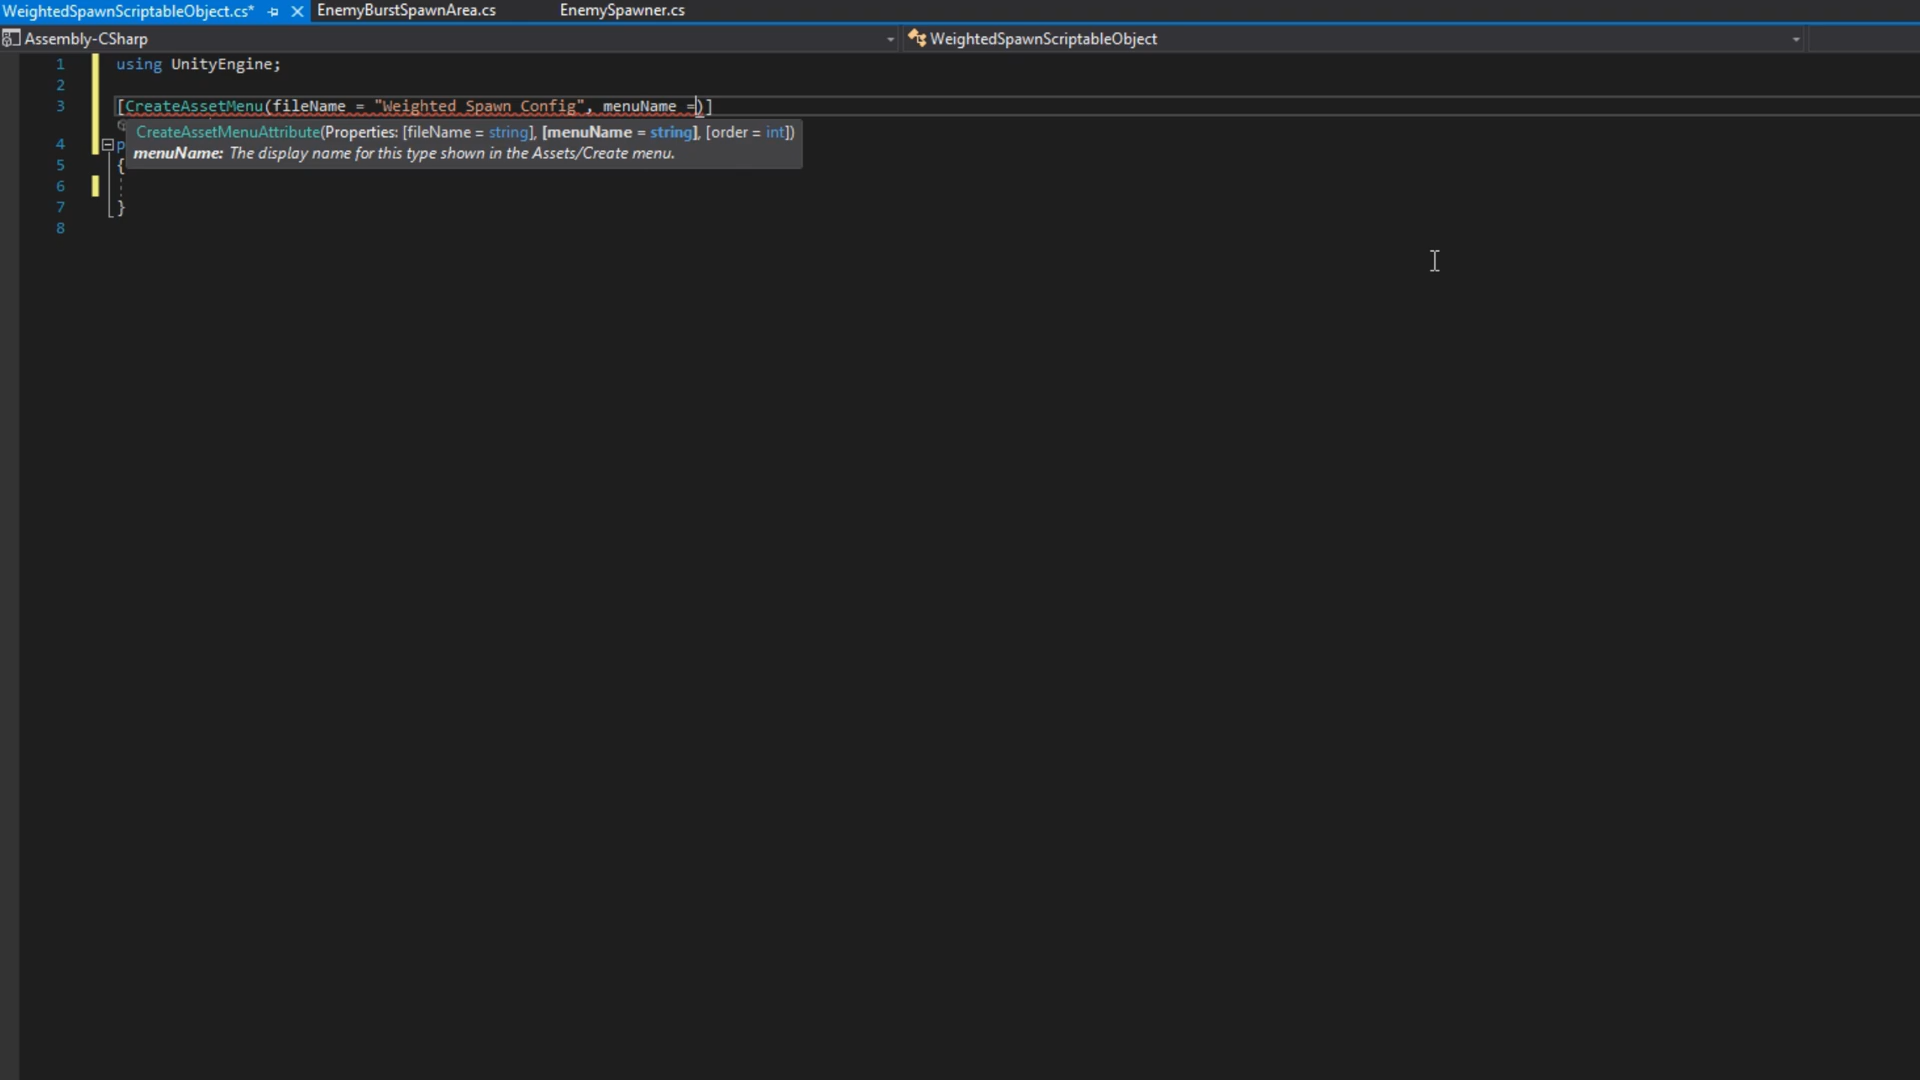 WeightedSpawnScriptableObject.cs* EnemyBurstSpawnArea.cs EnemySpawner.cs
Assembly-CSharp WeightedSpawnScriptableObject
1 using UnityEngine;
2
3 [CreateAssetMenu(fileName = "Weighted Spawn Config", menuName =)]
CreateAssetMenuAttribute(Properties: [fileName = string], [menuName = string], [order = int])
4 p
menuName: The display name for this type shown in the Assets/Create menu.
5 {
6
7 }
8